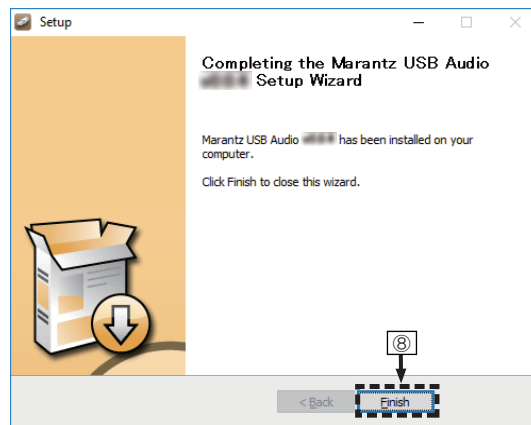 Setup
Completing the Marantz USB Audio
Setup Wizard
Marantz USB Audio has been installed on your
computer.
Click Finish to close this wizard.
⑧
< Back Finish